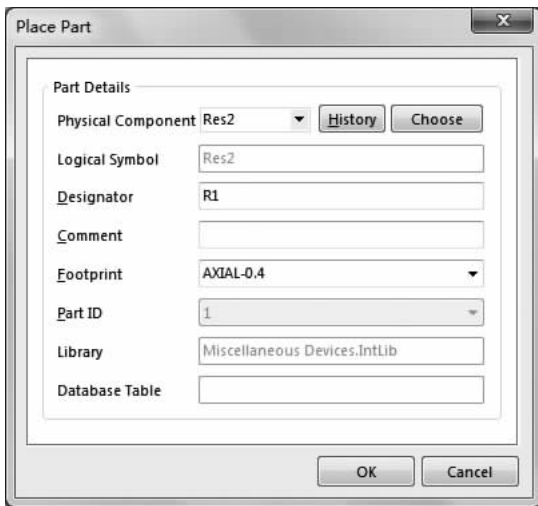 Place Part
Part Details
Physical Component Res2 History Choose
Logical Symbol Res2
Designator R1
Comment
Footprint AXIAL-0.4
Part ID 1
Library Miscellaneous Devices.IntLib
Database Table
OK Cancel